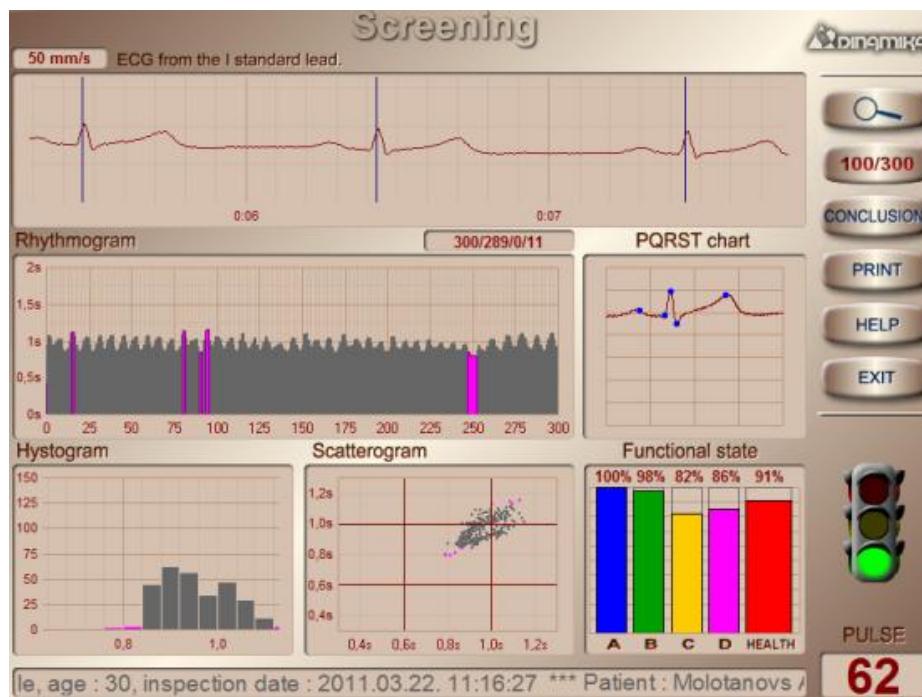 Screening
DINAMIKA
50 mm/s ECG from the I standard lead.
0:06 0:07
100/300
CONCLUSION
PRINT
HELP
EXIT
Rhythmogram 300/289/0/11
2s
1,5s
1s
0,5s
0s
0 25 50 75 100 125 150 175 200 225 250 275 300
PQRST chart
Hystogram
150
125
100
75
50
25
0
0,8 1,0
Scatterogram
1,2s
1,0s
0,8s
0,6s
0,4s
0,4s 0,6s 0,8s 1,0s 1,2s
Functional state
100% 98% 82% 86% 91%
A B C D HEALTH
PULSE
62
le, age : 30, inspection date : 2011.03.22. 11:16:27 *** Patient : Molotanovs